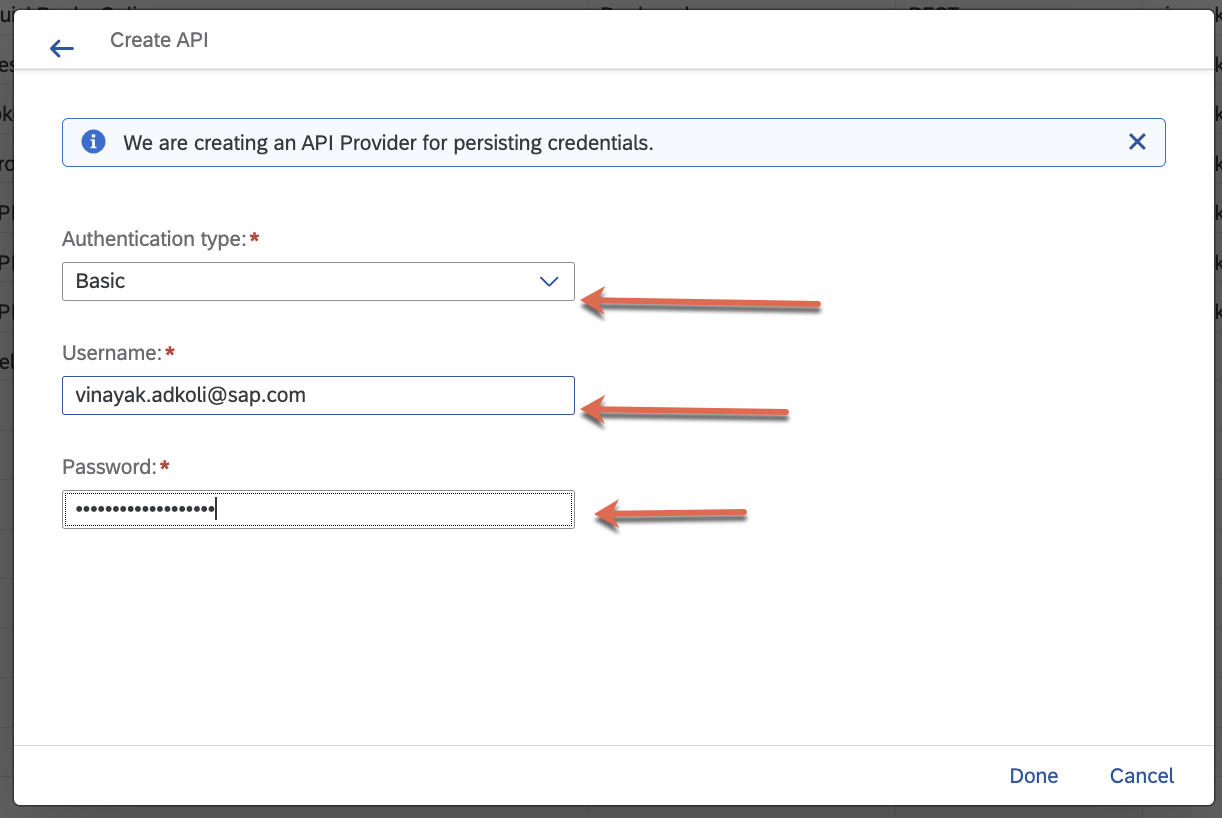 Create API
We are creating an API Provider for persisting credentials.
Authentication type:*
Basic
Username:*
vinayak.adkoli@sap.com
Password:*
•••••••••••••••••••
Done Cancel